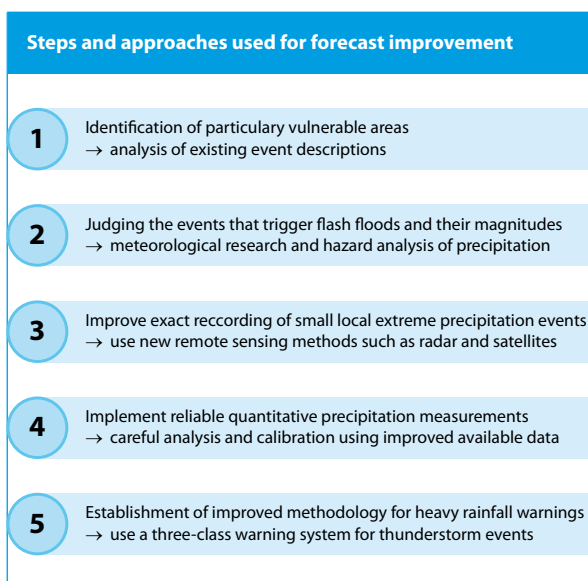 Steps and approaches used for forecast improvement
1
Identification of particulary vulnerable areas
→ analysis of existing event descriptions
2
Judging the events that trigger flash floods and their magnitudes
→ meteorological research and hazard analysis of precipitation
3
Improve exact reccording of small local extreme precipitation events
→ use new remote sensing methods such as radar and satellites
4
Implement reliable quantitative precipitation measurements
→ careful analysis and calibration using improved available data
5
Establishment of improved methodology for heavy rainfall warnings
→ use a three-class warning system for thunderstorm events